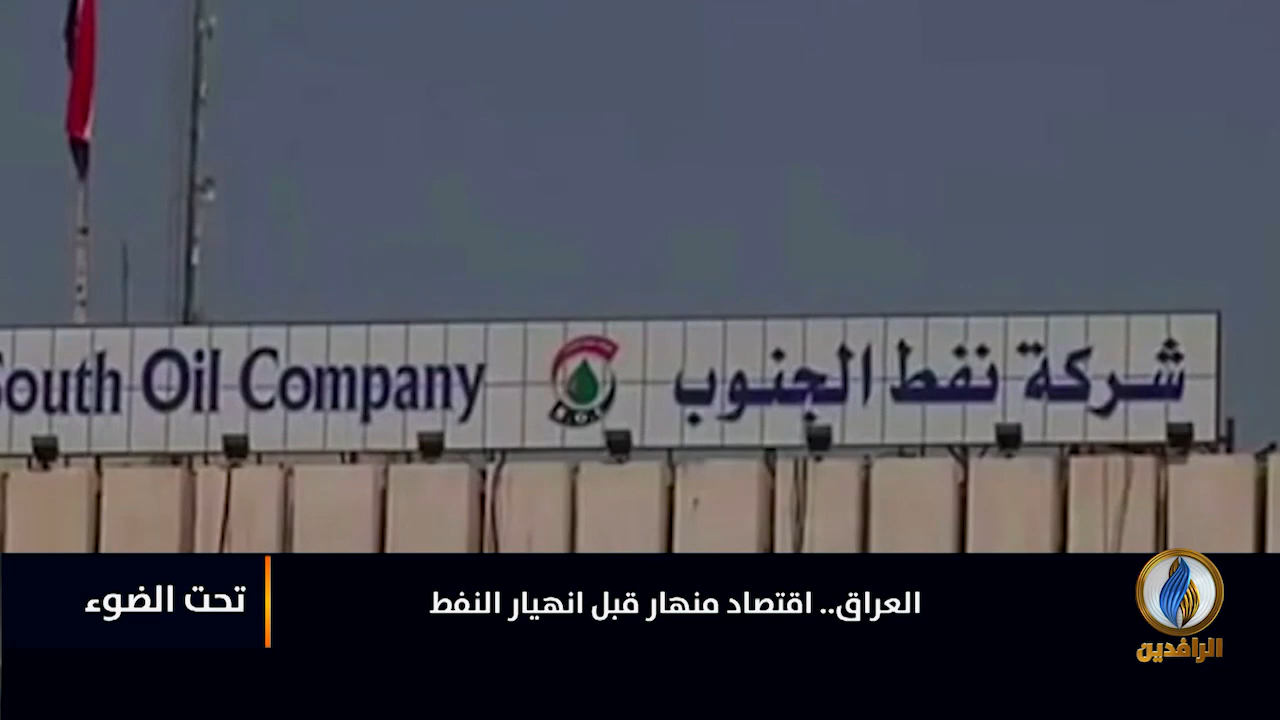 South Oil Company
شركة نفط الجنوب
العراق.. اقتصاد منهار قبل انهيار النفط
تحت الضوء
الرافدين